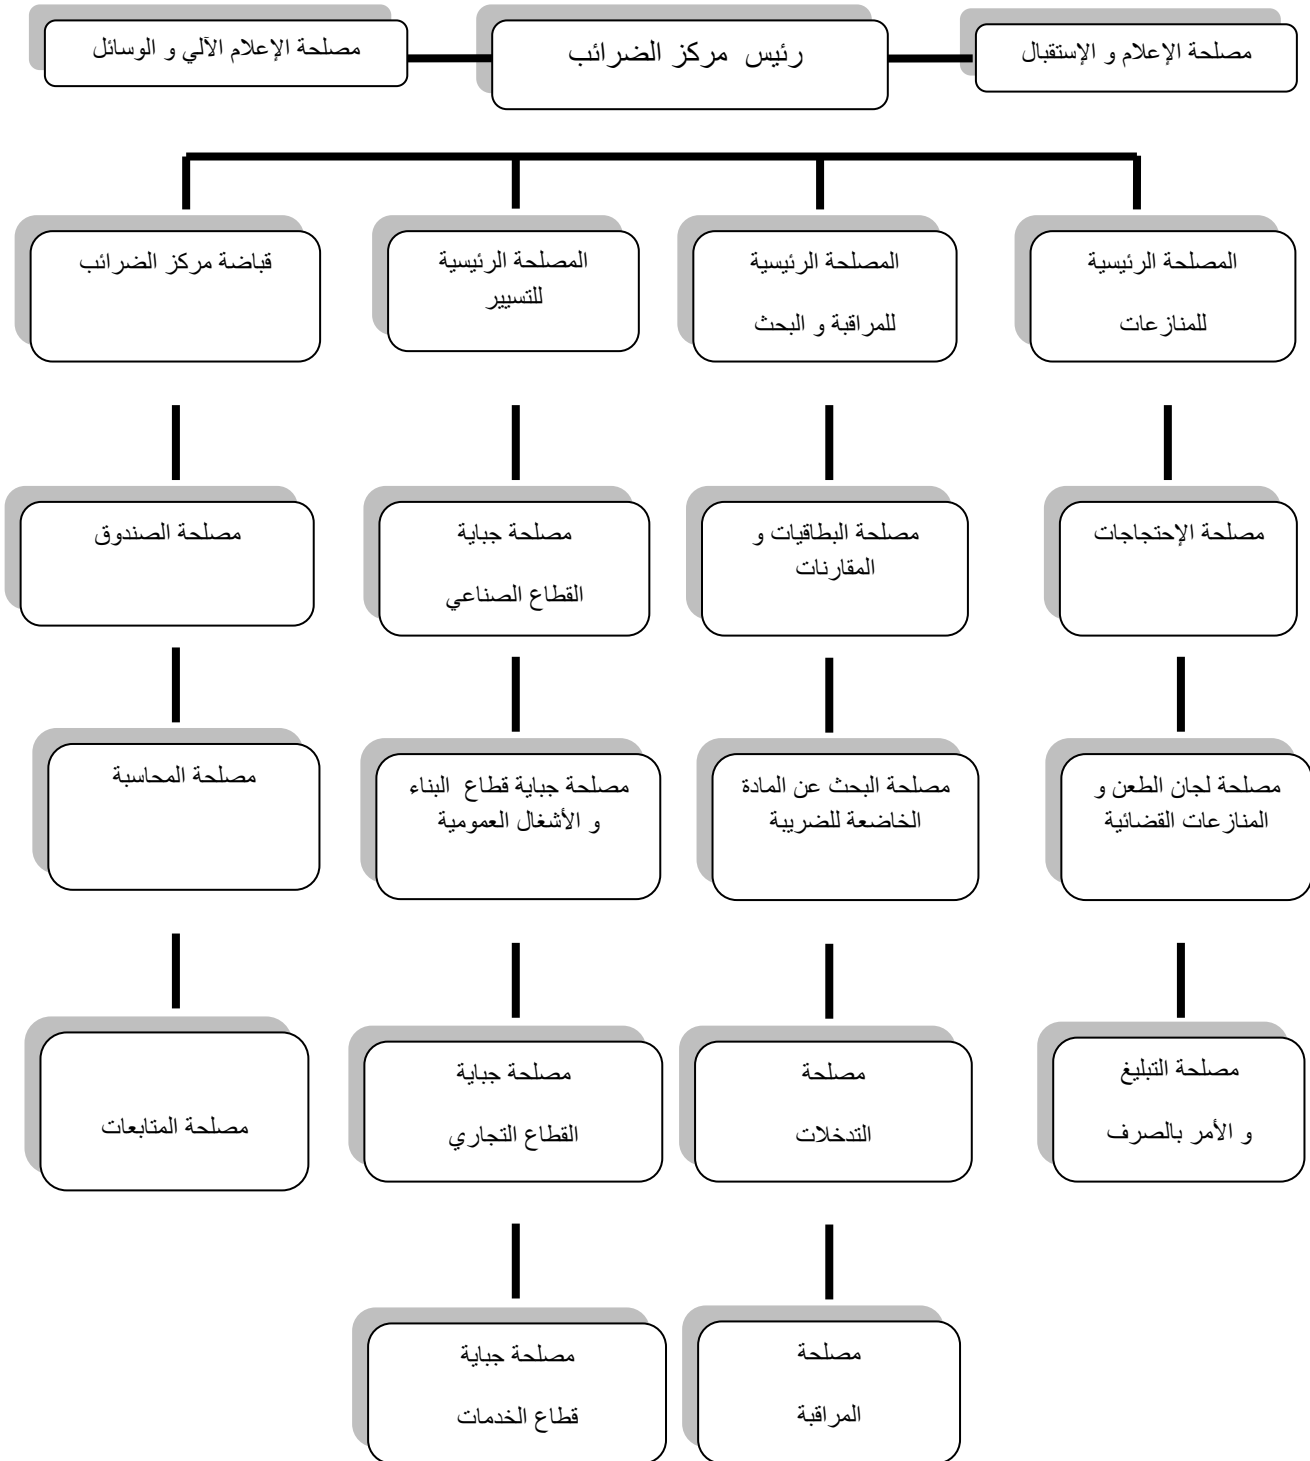 مصلحة الإعلام و الإستقبال
رئيس مركز الضرائب
مصلحة الإعلام الآلي و الوسائل
المصلحة الرئيسية
للمنازعات
المصلحة الرئيسية
للمراقبة و البحث
المصلحة الرئيسية
للتسيير
قباضة مركز الضرائب
مصلحة الإحتجاجات
مصلحة البطاقيات و
المقارنات
مصلحة جباية
القطاع الصناعي
مصلحة الصندوق
مصلحة لجان الطعن و
المنازعات القضائية
مصلحة البحث عن المادة
الخاضعة للضريبة
مصلحة جباية قطاع البناء
و الأشغال العمومية
مصلحة المحاسبة
مصلحة التبليغ
و الأمر بالصرف
مصلحة
التدخلات
مصلحة جباية
القطاع التجاري
مصلحة المتابعات
مصلحة
المراقبة
مصلحة جباية
قطاع الخدمات